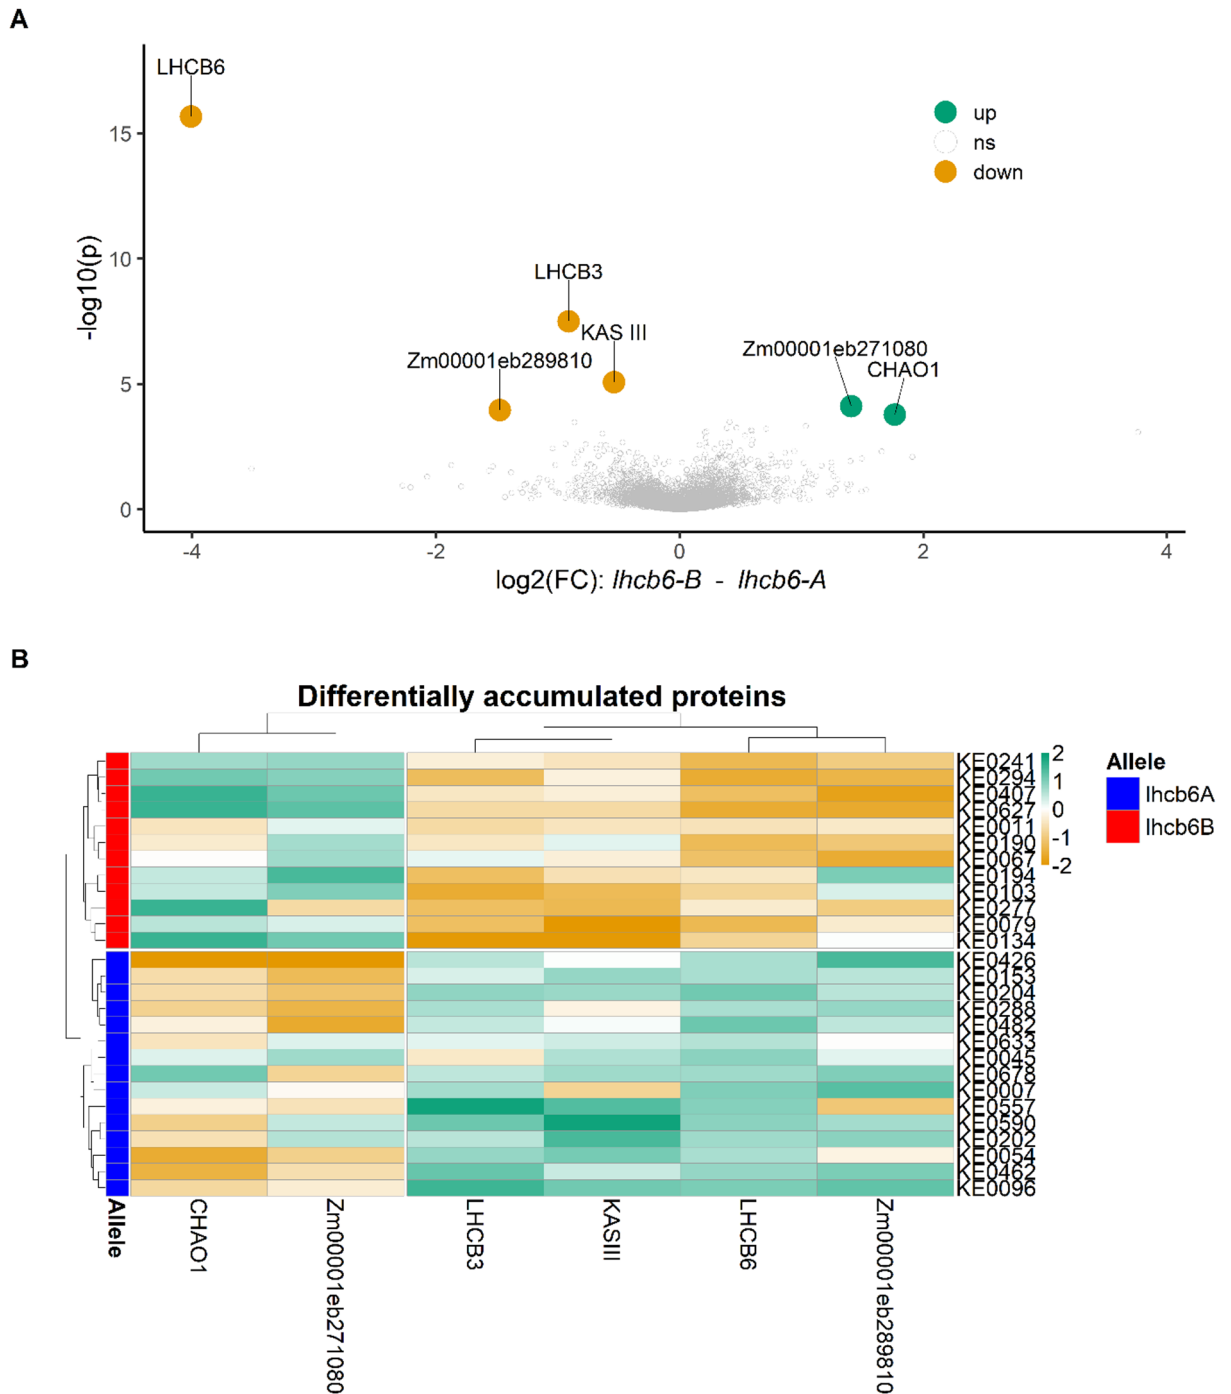 A
LHCB6
up
ns
down
15
10
5
0
-log10(p)
LHCB3
KAS III
Zm00001eb289810
Zm00001eb271080
CHAO1
-4
-2
0
2
4
log2(FC): lhcb6-B - lhcb6-A
B
Differentially accumulated proteins
KE0241
KE0294
KE0407
KE0627
KE0011
KE0190
KE0067
KE0194
KE0103
KE0277
KE0079
KE0134
KE0426
KE0153
KE0204
KE0288
KE0482
KE0633
KE0045
KE0678
KE0007
KE0557
KE0590
KE0202
KE0054
KE0462
KE0096
2
1
0
-1
-2
Allele
lhcb6A
lhcb6B
Allele
CHAO1
Zm00001eb271080
LHCB3
KASIII
LHCB6
Zm00001eb289810